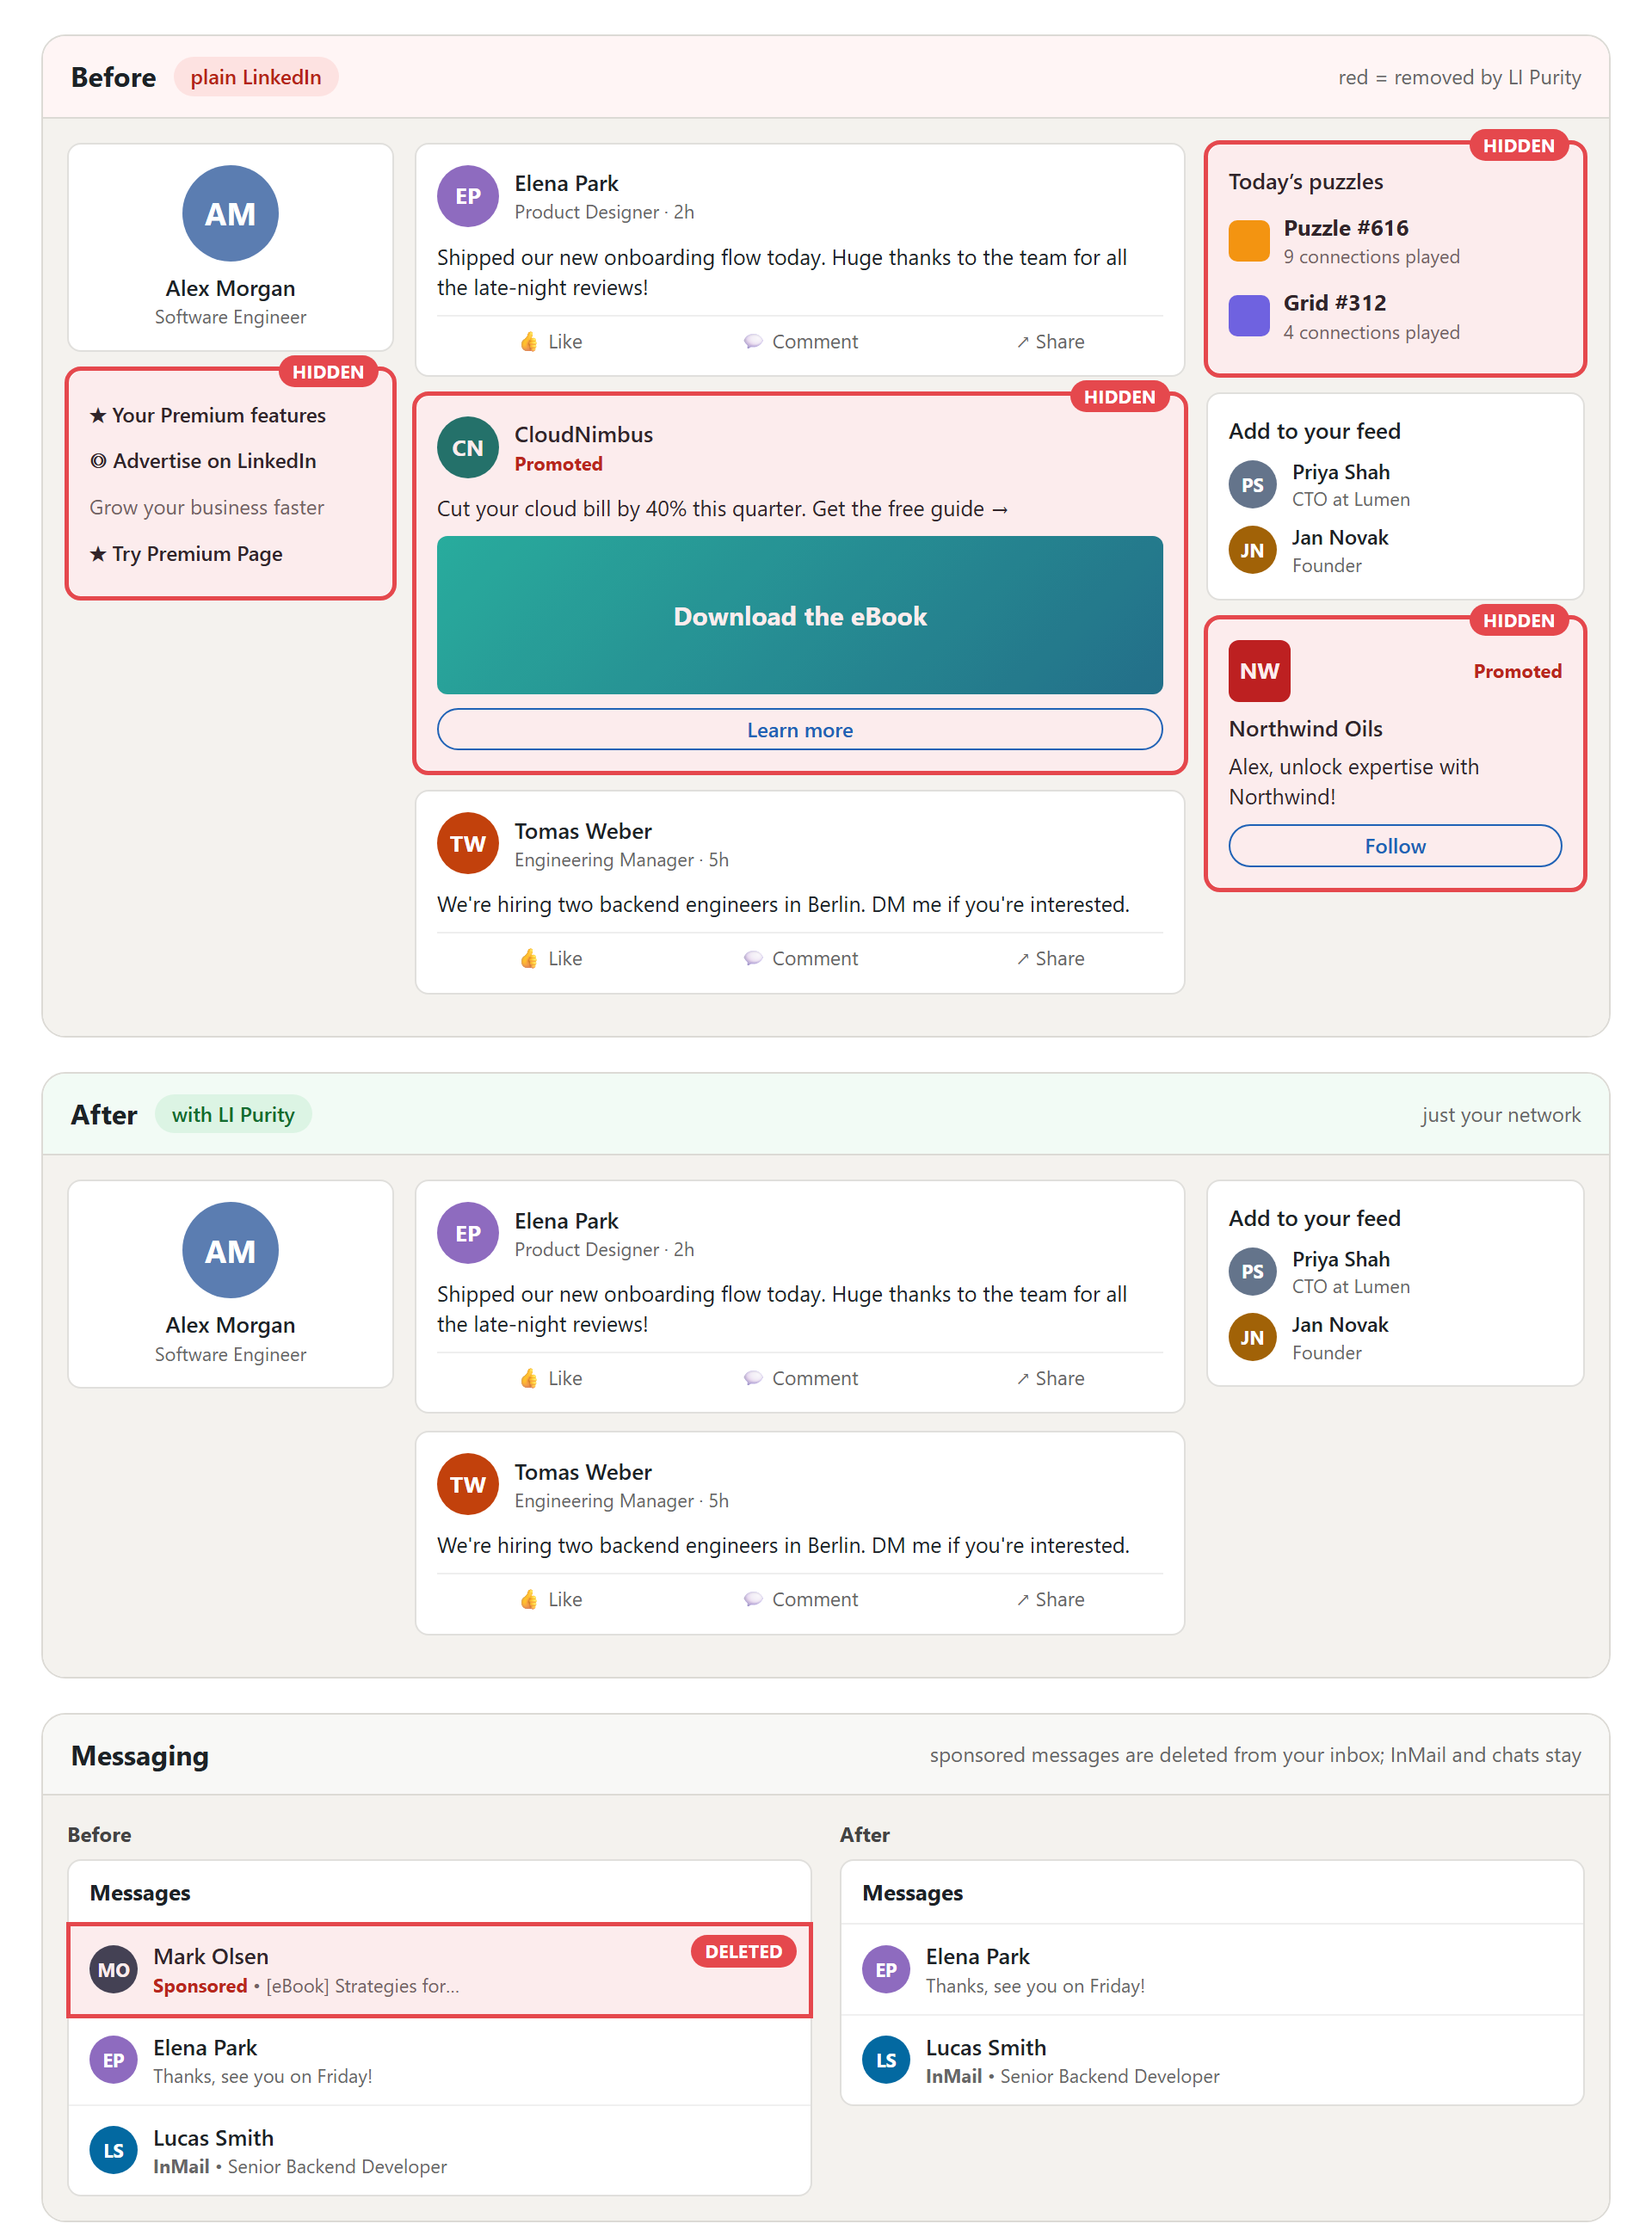 Before
plain LinkedIn
red = removed by LI Purity
AM
Alex Morgan
Software Engineer
HIDDEN
★ Your Premium features
◎ Advertise on LinkedIn
Grow your business faster
★ Try Premium Page
EP
Elena Park
Product Designer · 2h
Shipped our new onboarding flow today. Huge thanks to the team for all
the late-night reviews!
👍 Like
💬 Comment
↗ Share
HIDDEN
CN
CloudNimbus
Promoted
Cut your cloud bill by 40% this quarter. Get the free guide →
Download the eBook
Learn more
TW
Tomas Weber
Engineering Manager · 5h
We're hiring two backend engineers in Berlin. DM me if you're interested.
👍 Like
💬 Comment
↗ Share
HIDDEN
Today’s puzzles
Puzzle #616
9 connections played
Grid #312
4 connections played
Add to your feed
PS
Priya Shah
CTO at Lumen
JN
Jan Novak
Founder
HIDDEN
NW
Promoted
Northwind Oils
Alex, unlock expertise with
Northwind!
Follow
After
with LI Purity
just your network
AM
Alex Morgan
Software Engineer
EP
Elena Park
Product Designer · 2h
Shipped our new onboarding flow today. Huge thanks to the team for all
the late-night reviews!
👍 Like
💬 Comment
↗ Share
TW
Tomas Weber
Engineering Manager · 5h
We're hiring two backend engineers in Berlin. DM me if you're interested.
👍 Like
💬 Comment
↗ Share
Add to your feed
PS
Priya Shah
CTO at Lumen
JN
Jan Novak
Founder
Messaging
sponsored messages are deleted from your inbox; InMail and chats stay
Before
Messages
MO
Mark Olsen
DELETED
Sponsored • [eBook] Strategies for…
EP
Elena Park
Thanks, see you on Friday!
LS
Lucas Smith
InMail • Senior Backend Developer
After
Messages
EP
Elena Park
Thanks, see you on Friday!
LS
Lucas Smith
InMail • Senior Backend Developer